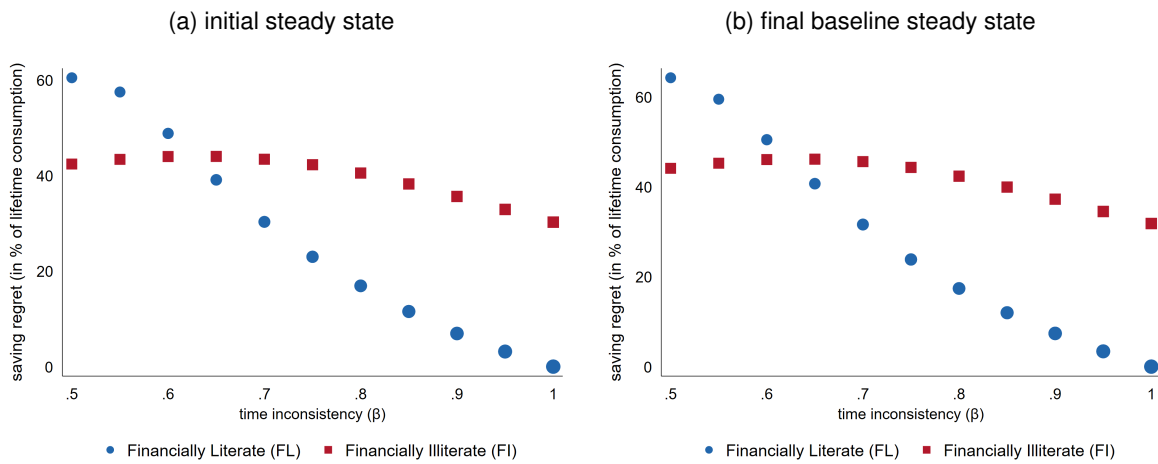 (a) initial steady state
saving regret (in % of lifetime consumption)
60
40
20
0
.5 .6 .7 .8 .9 1
time inconsistency (β)
Financially Literate (FL) Financially Illiterate (FI)
(b) final baseline steady state
saving regret (in % of lifetime consumption)
60
40
20
0
.5 .6 .7 .8 .9 1
time inconsistency (β)
Financially Literate (FL) Financially Illiterate (FI)